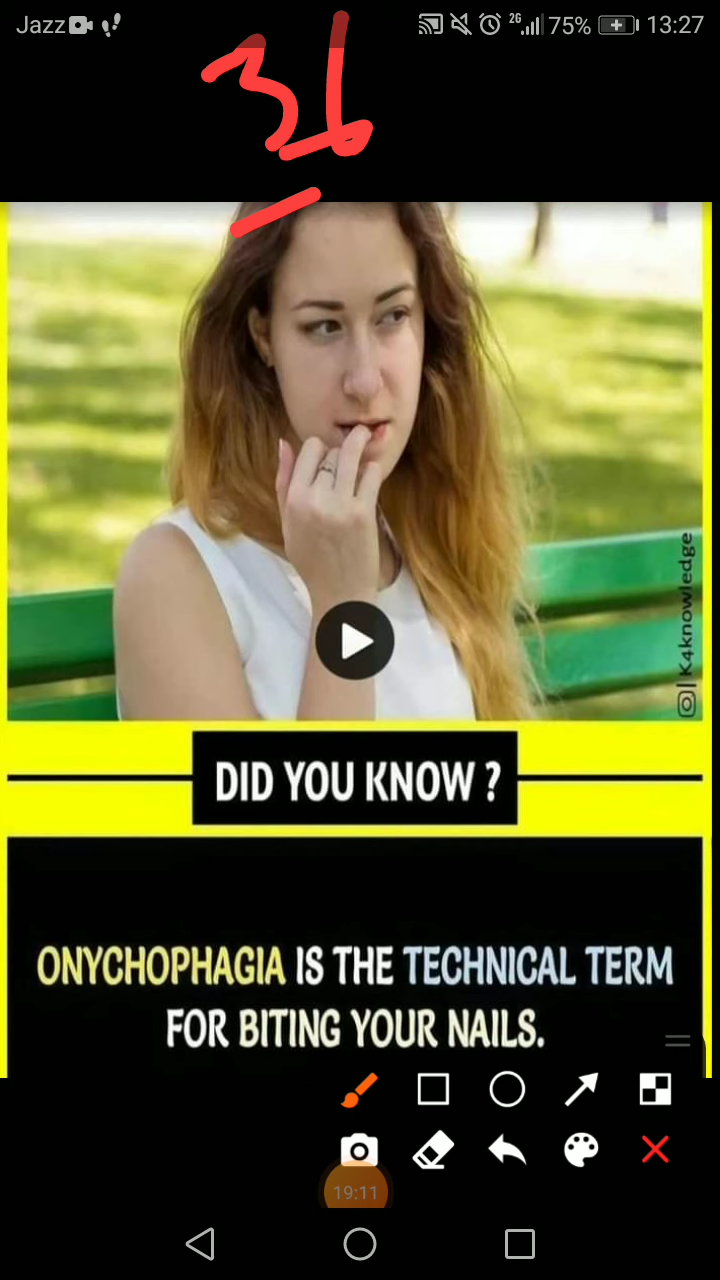 Jazz 26 75% 13:27
36
K4knowledge
DID YOU KNOW ?
ONYCHOPHAGIA IS THE TECHNICAL TERM
FOR BITING YOUR NAILS.
19:11